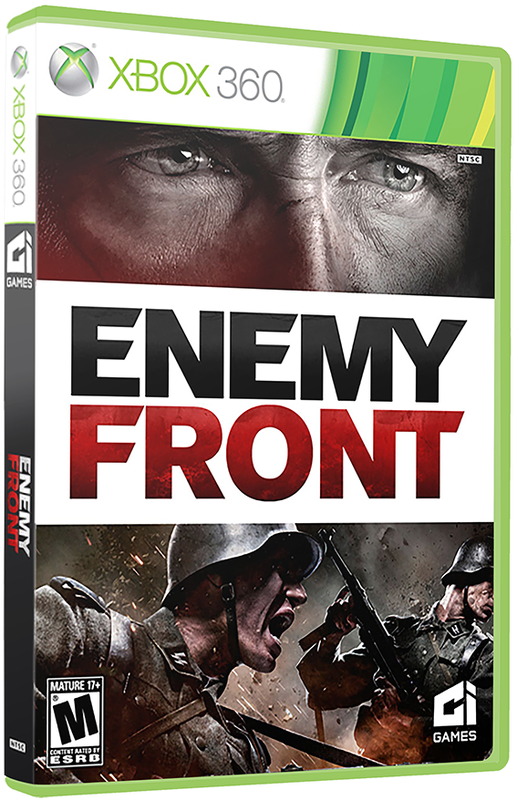 XBOX 360
XBOX 360
NTSC
Ci
GAMES
ENEMY
FRONT
ENEMY
FRONT
MATURE 17+
M
CONTENT RATED BY
ESRB
Ci
GAMES
NTSC